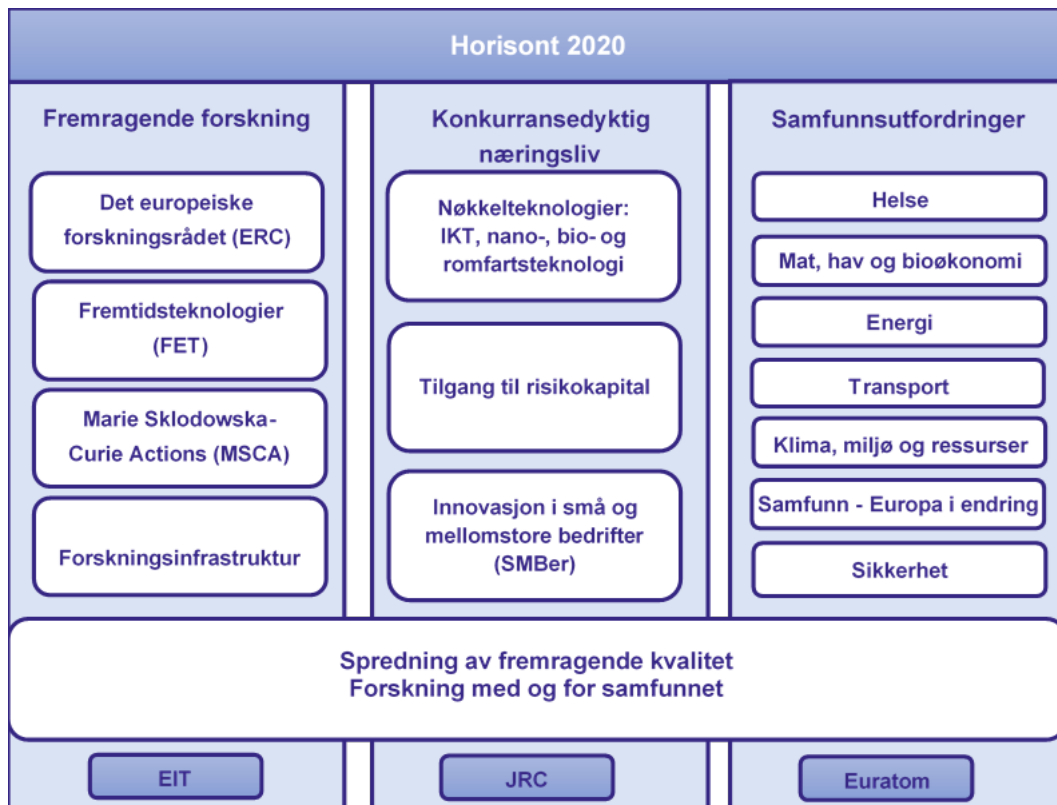 Horisont 2020
Fremragende forskning
Det europeiske
forskningsrådet (ERC)
Fremtidsteknologier
(FET)
Marie Sklodowska-
Curie Actions (MSCA)
Forskningsinfrastruktur
Konkurransedyktig
næringsliv
Nøkkelteknologier:
IKT, nano-, bio- og
romfartsteknologi
Tilgang til risikokapital
Innovasjon i små og
mellomstore bedrifter
(SMBer)
Samfunnsutfordringer
Helse
Mat, hav og bioøkonomi
Energi
Transport
Klima, miljø og ressurser
Samfunn - Europa i endring
Sikkerhet
Spredning av fremragende kvalitet
Forskning med og for samfunnet
EIT
JRC
Euratom